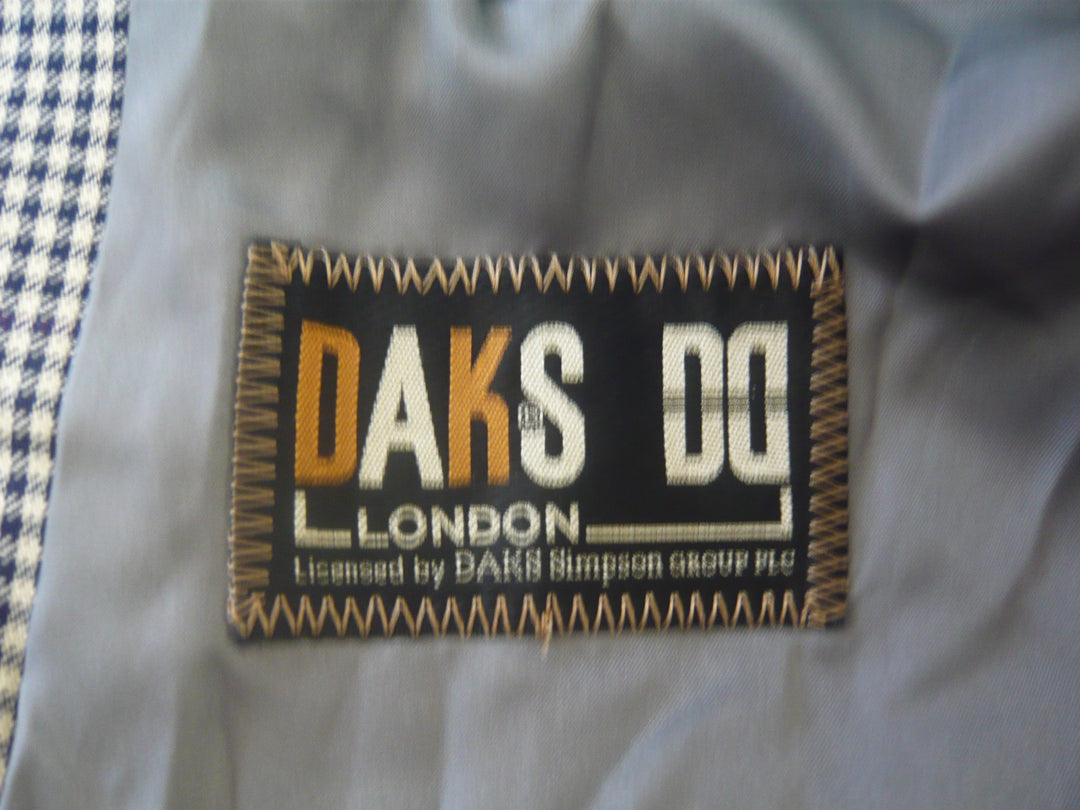 DAKS DD
LONDON
Licensed by DAKS Simpson GROUP PLC